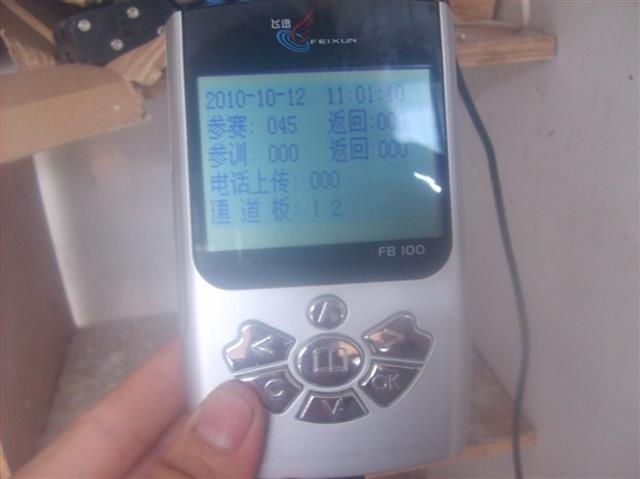 飞迅
FEIXUN
2010-10-12 11:01:10
参赛: 045 返回:000
参训: 000 返回:000
电话上传: 000
通道板: 1 2
FB 100
C
OK